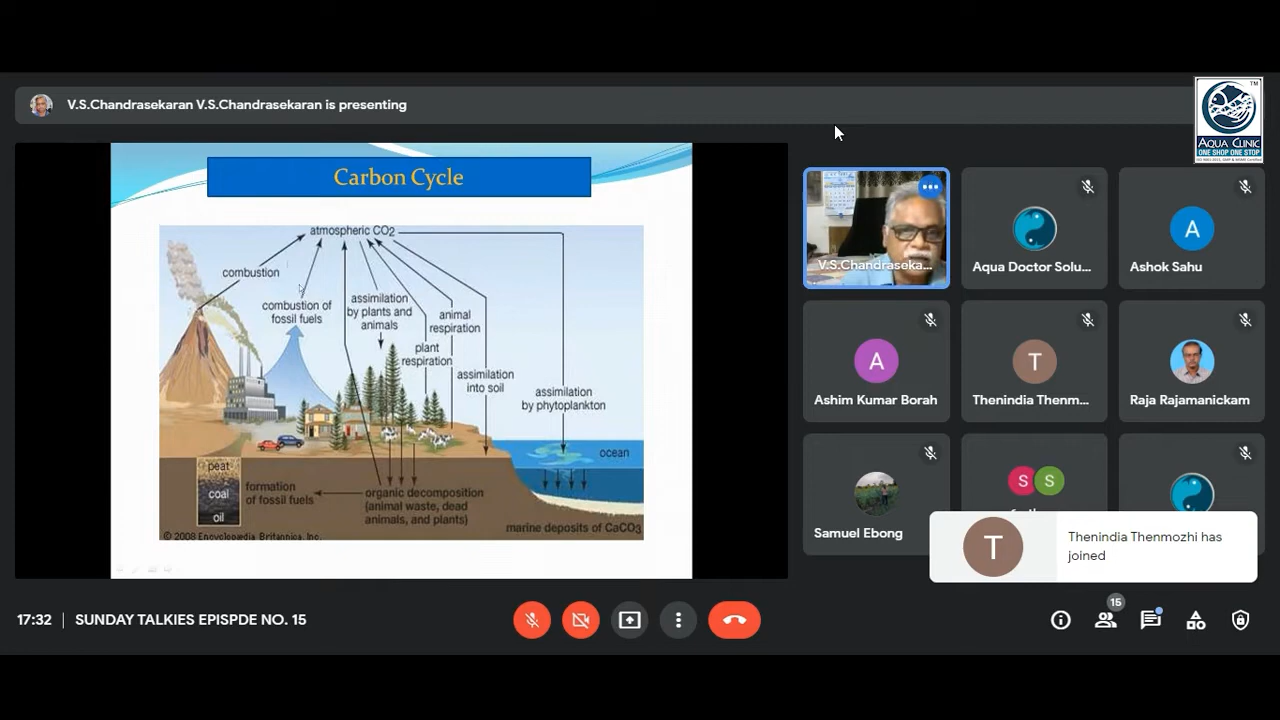 V.S.Chandrasekaran V.S.Chandrasekaran is presenting
TM
AQUA CLINIC
ONE SHOP ONE STOP
Carbon Cycle
atmospheric CO2
combustion
combustion of
fossil fuels
assimilation
by plants and
animals
animal
respiration
plant
respiration
assimilation
into soil
assimilation
by phytoplankton
ocean
peat
coal
oil
formation
of fossil fuels
organic decomposition
(animal waste, dead
animals, and plants)
marine deposits of CaCO3
© 2008 Encyclopædia Britannica, Inc.
V.S.Chandraseka...
Aqua Doctor Solu...
A
Ashok Sahu
A
Ashim Kumar Borah
T
Thenindia Thenm...
Raja Rajamanickam
Samuel Ebong
S S
T
Thenindia Thenmozhi has
joined
17:32 | SUNDAY TALKIES EPISPDE NO. 15
15